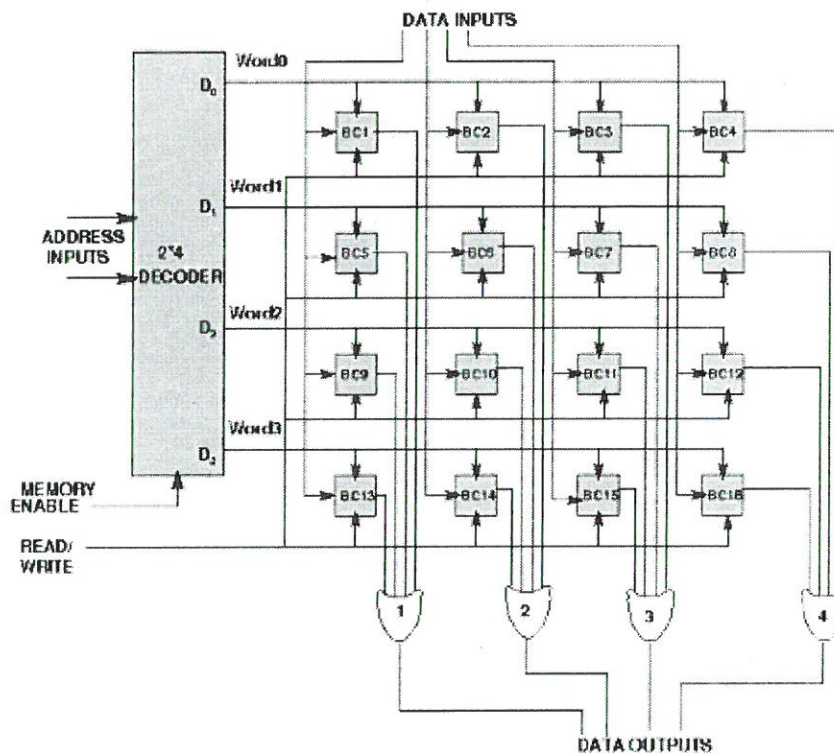 DATA INPUTS
Word0
D0
BC1 BC2 BC3 BC4
Word1
D1
ADDRESS
INPUTS
2*4
DECODER
BC5 BC6 BC7 BC8
Word2
D2
BC9 BC10 BC11 BC12
Word3
D3
MEMORY
ENABLE
BC13 BC14 BC15 BC16
READ/
WRITE
1 2 3 4
DATA OUTPUTS